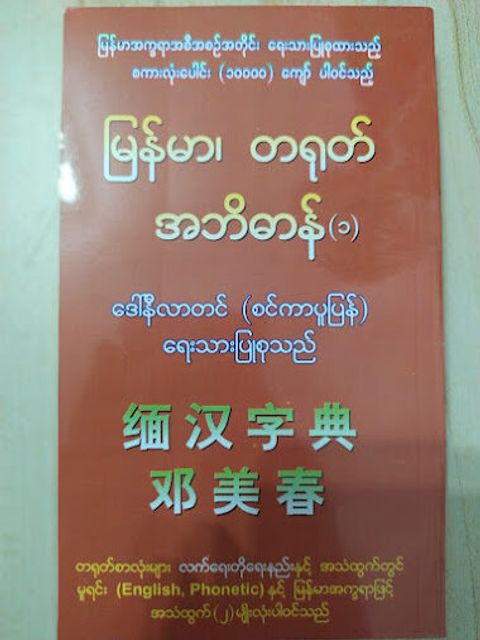 မြန်မာအက္ခရာအစီအစဉ်အတိုင်း ရေးသားပြုစုထားသည့်
စကားလုံးပေါင်း (၁၀၀၀၀) ကျော် ပါဝင်သည့်
မြန်မာ၊ တရုတ်
အဘိဓာန် (၁)
ဒေါ်နီလာတင် (စင်ကာပူပြန်)
ရေးသားပြုစုသည်
缅汉字典
邓美春
တရုတ်စာလုံးများ လက်ရေးတိုရေးနည်းနှင့် အသံထွက်တွင်
မူရင်း (English, Phonetic) နှင့် မြန်မာအက္ခရာဖြင့်
အသံထွက် (၂) မျိုးလုံးပါဝင်သည်